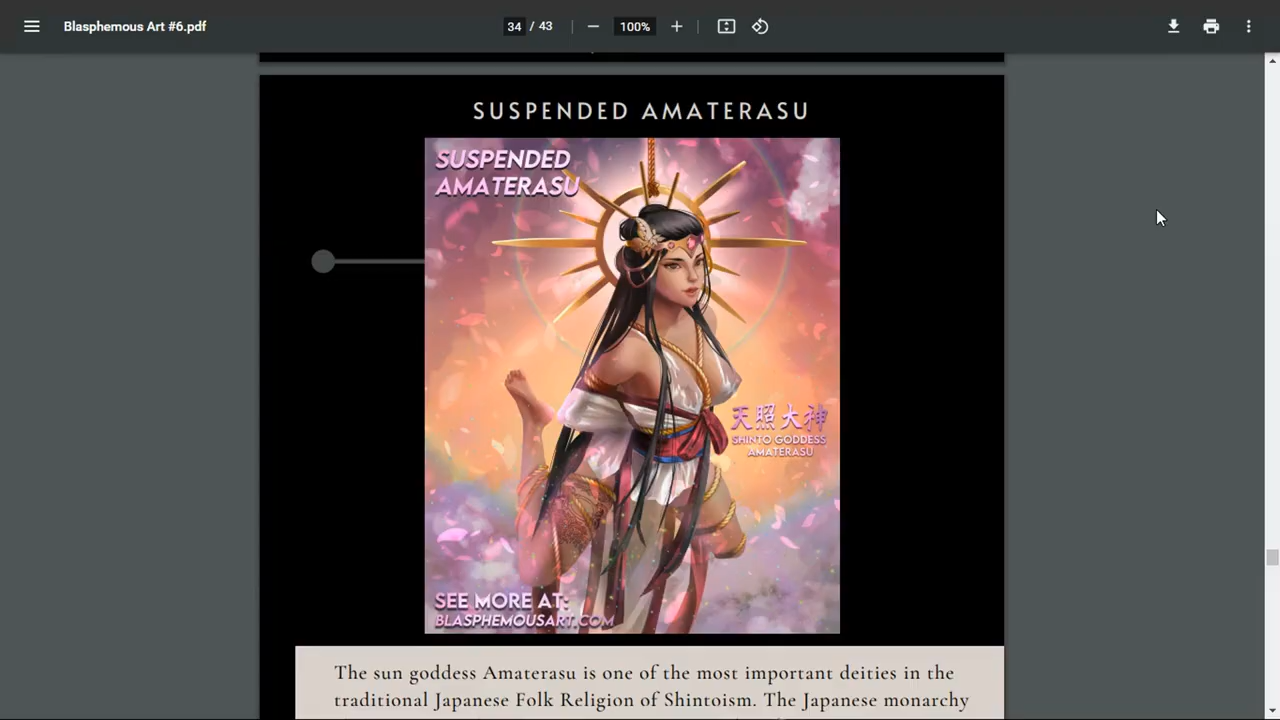 Blasphemous Art #6.pdf
34 / 43
100%
SUSPENDED AMATERASU
SUSPENDED
AMATERASU
天照大神
SHINTO GODDESS
AMATERASU
SEE MORE AT:
BLASPHEMOUSART.COM
The sun goddess Amaterasu is one of the most important deities in the
traditional Japanese Folk Religion of Shintoism. The Japanese monarchy